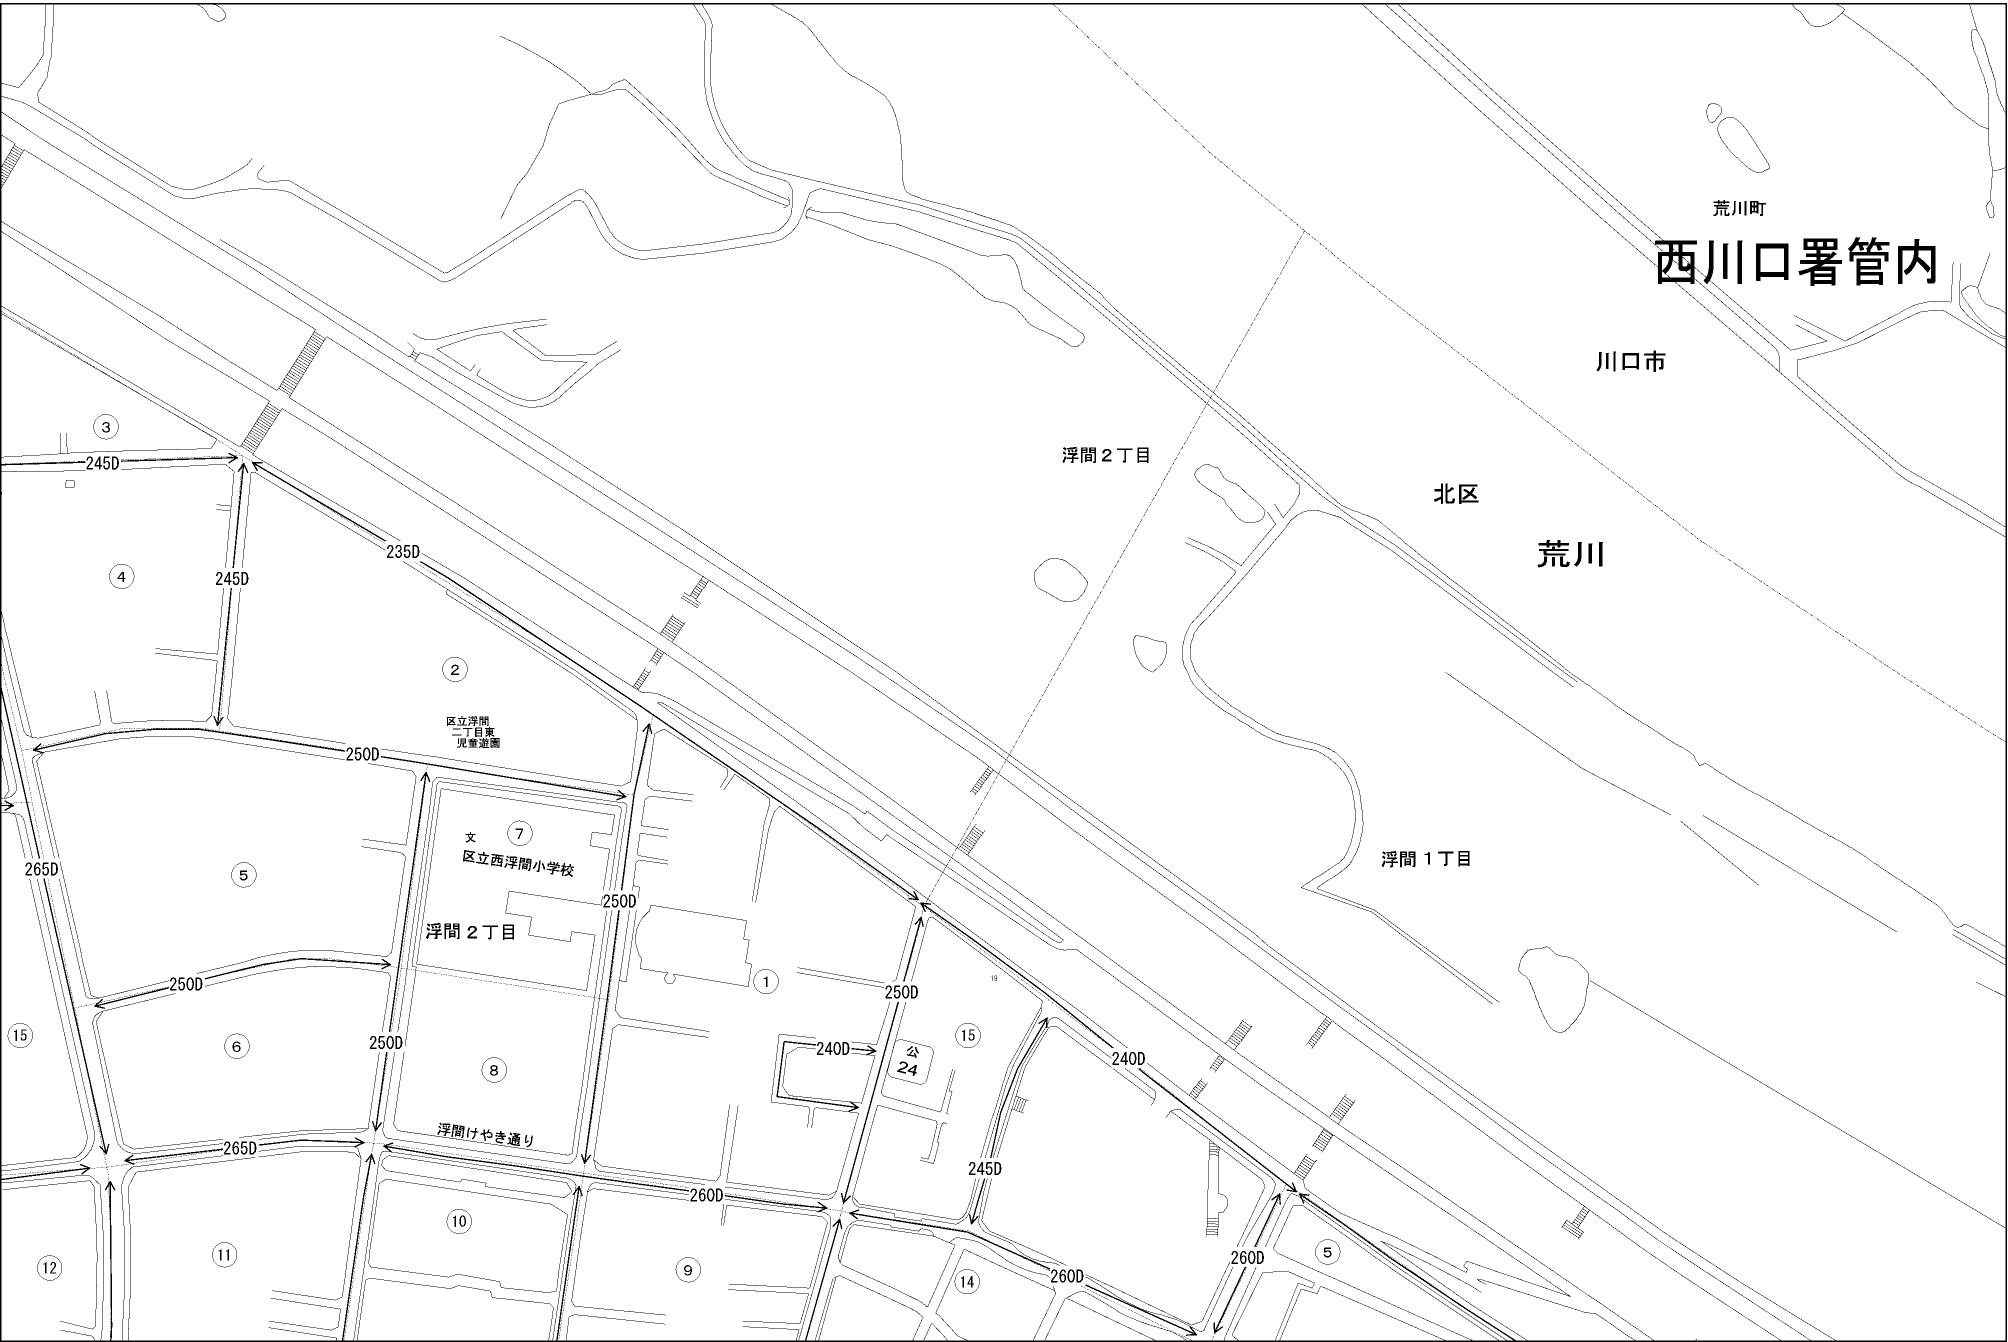 荒川町
西川口署管内
川口市
3
245D
浮間2丁目
北区
235D
荒川
4
245D
2
区立浮間
二丁目東
児童遊園
250D
7
文
区立西浮間小学校
浮間1丁目
265D
5
250D
浮間2丁目
1
19
250D
250D
15
6
250D
8
240D
公
24
15
240D
浮間けやき通り
265D
245D
260D
10
11
12
9
14
260D
260D
5